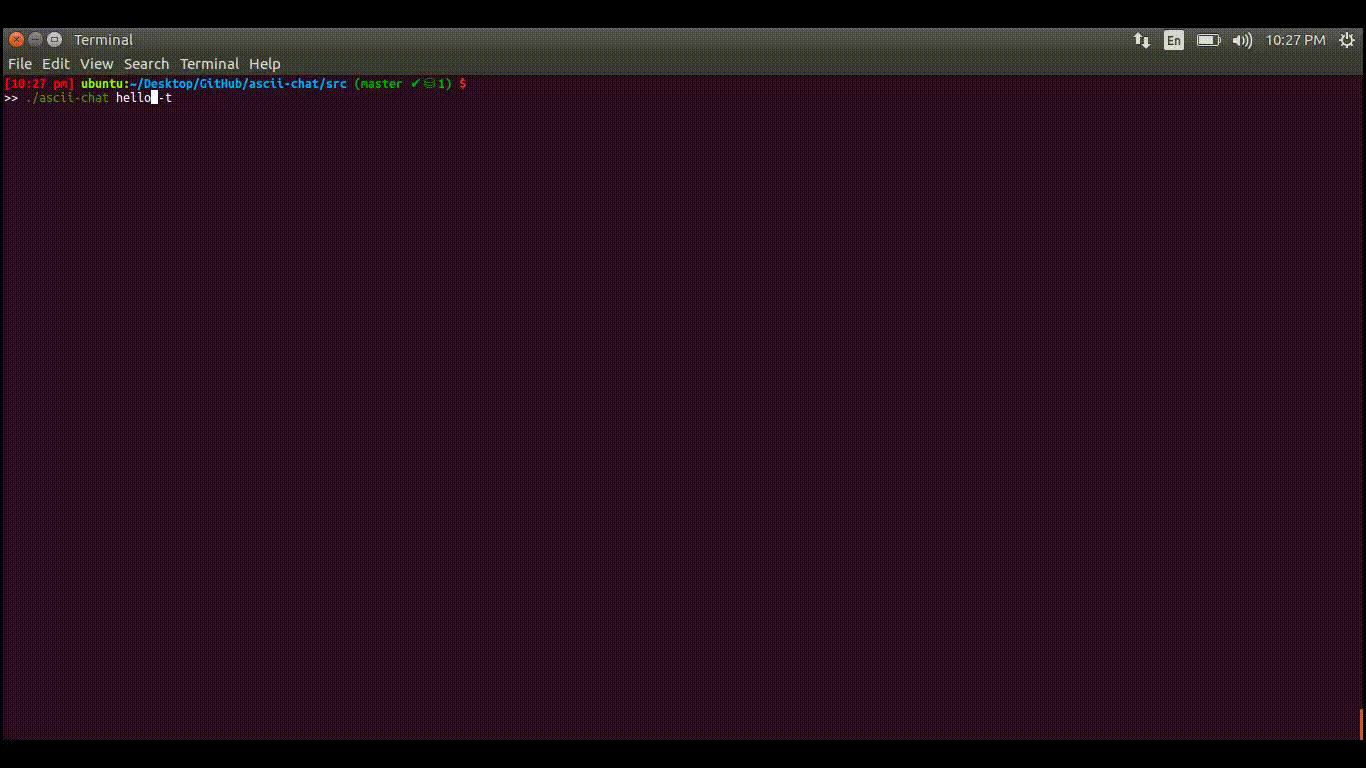 Terminal
En
10:27 PM
File Edit View Search Terminal Help
[10:27 pm] ubuntu:~/Desktop/GitHub/ascii-chat/src (master ✔⛁1) $
>> ./ascii-chat hello -t